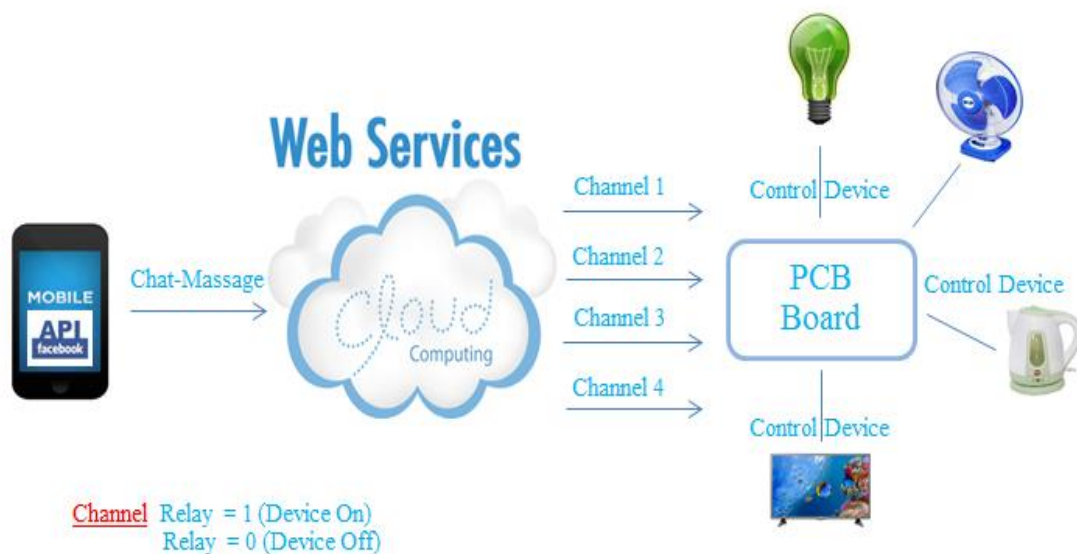 Web Services
Channel 1
Channel 2
Channel 3
Channel 4
Chat-Massage
MOBILE
API
facebook
Cloud
Computing
Control Device
PCB
Board
Control Device
Control Device
Channel Relay = 1 (Device On)
Relay = 0 (Device Off)